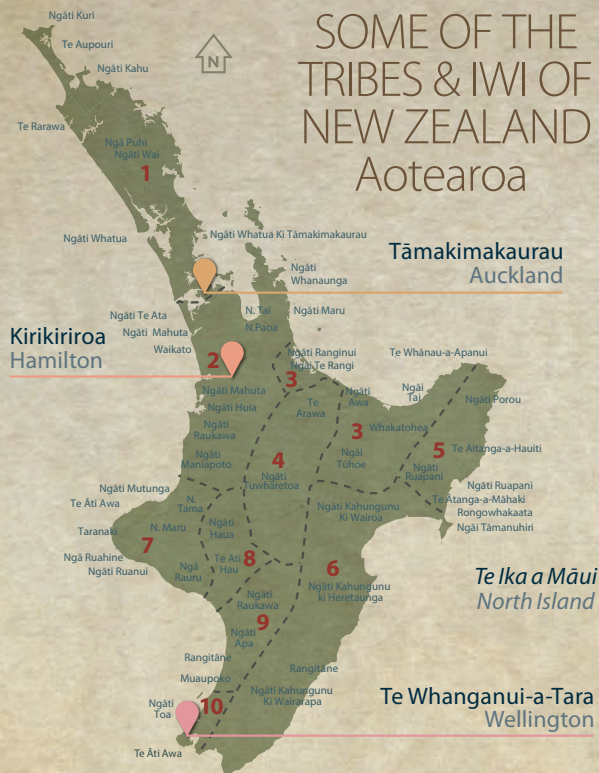 SOME OF THE
TRIBES & IWI OF
NEW ZEALAND
Aotearoa
N
Ngāti Kuri
Te Aupouri
Ngāti Kahu
Te Rarawa
Ngā Puhi
Ngāti Wai
1
Ngāti Whatua
Ngāti Whatua Ki Tāmakimakaurau
Tāmakimakaurau
Auckland
Ngāti
Whanaunga
Ngāti Te Ata
N. Tai
Ngāti Maru
Ngāti Mahuta
N.Paoa
Waikato
Kirikiriroa
Hamilton
2
Ngāti Ranginui
Ngāi Te Rangi
3
Te Whānau-a-Apanui
Ngāti Mahuta
Ngāti Huia
Te
Arawa
Ngāti
Awa
Ngāi
Tai
Ngāti Porou
Ngāti
Raukawa
3
Whakatohea
Ngāti
Maniapoto
4
Ngāi
Tūhoe
5
Te Aitanga-a-Hauiti
Ngāti
Ruapani
Ngāti
Tuwharetoa
Ngāti Mutunga
Te Āti Awa
N.
Tama
Ngāti Ruapani
Te Ātanga-a-Māhaki
Rongowhakaata
Ngāi Tāmanuhiri
Ngāti Kahungunu
Ki Wairoa
Taranaki
N. Maru
Ngāti
Haua
7
Ngā Ruahine
Ngāti Ruanui
Ngā
Rauru
Te Ati
Hau
8
6
Ngāti Kahungunu
ki Heretaunga
Te Ika a Māui
North Island
Ngāti
Raukawa
9
Ngāti
Apa
Rangitāne
Rangitāne
Muaupoko
Ngāti Kahungunu
Ki Wairarapa
Ngāti
Toa
10
Te Whanganui-a-Tara
Wellington
Te Āti Awa